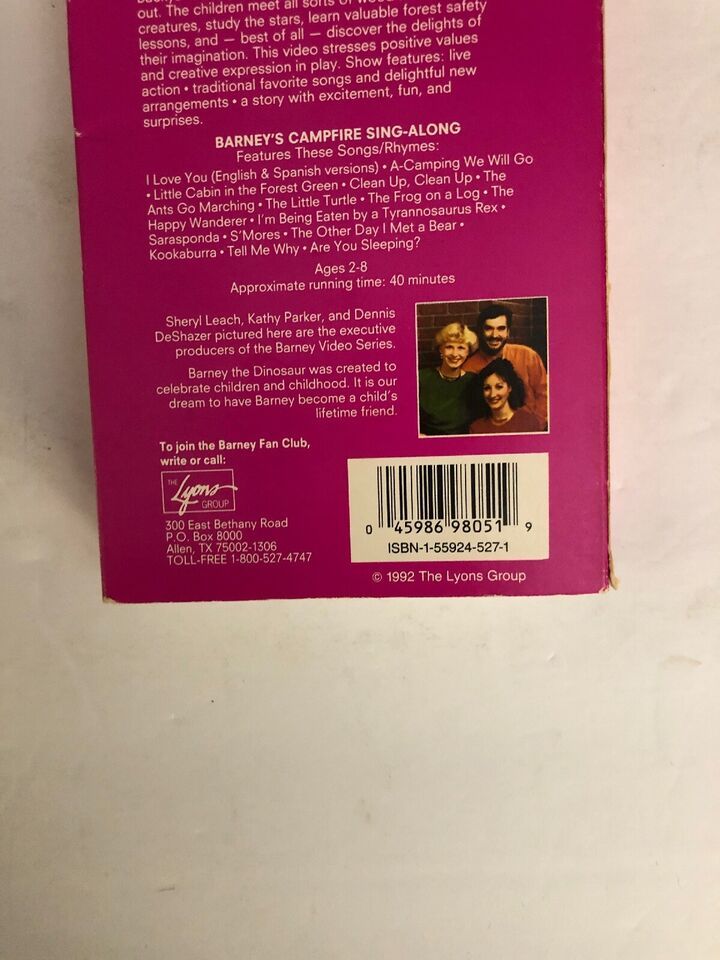 out. The children meet all sorts of
creatures, study the stars, learn valuable forest safety
lessons, and — best of all — discover the delights of
their imagination. This video stresses positive values
and creative expression in play. Show features: live
action • traditional favorite songs and delightful new
arrangements • a story with excitement, fun, and
surprises.
BARNEY'S CAMPFIRE SING-ALONG
Features These Songs/Rhymes:
I Love You (English & Spanish versions) • A-Camping We Will Go
• Little Cabin in the Forest Green • Clean Up, Clean Up • The
Ants Go Marching • The Little Turtle • The Frog on a Log • The
Happy Wanderer • I'm Being Eaten by a Tyrannosaurus Rex •
Sarasponda • S'Mores • The Other Day I Met a Bear •
Kookaburra • Tell Me Why • Are You Sleeping?
Ages 2-8
Approximate running time: 40 minutes
Sheryl Leach, Kathy Parker, and Dennis
DeShazer pictured here are the executive
producers of the Barney Video Series.
Barney the Dinosaur was created to
celebrate children and childhood. It is our
dream to have Barney become a child's
lifetime friend.
To join the Barney Fan Club,
write or call:
THE
Lyons
GROUP
300 East Bethany Road
P.O. Box 8000
Allen, TX 75002-1306
TOLL-FREE 1-800-527-4747
0 45986 98051 9
ISBN-1-55924-527-1
© 1992 The Lyons Group